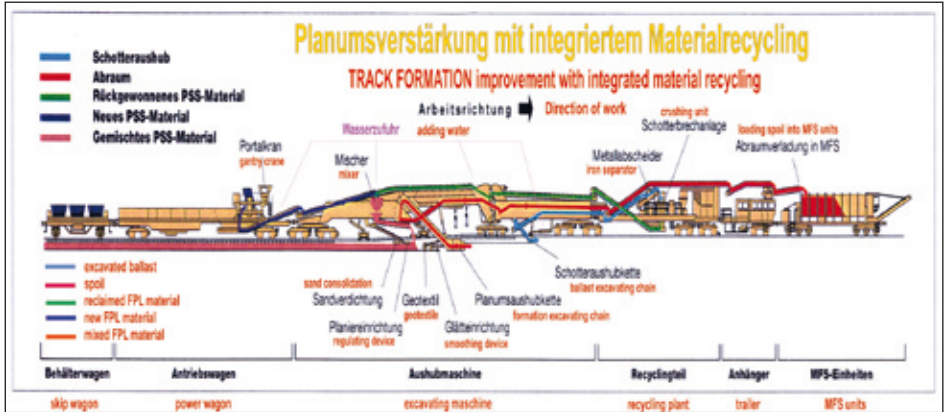 Planumsverstärkung mit integriertem Materialrecycling
TRACK FORMATION improvement with integrated material recycling
Schotteraushub
Abraum
Rückgewonnenes PSS-Material
Neues PSS-Material
Gemischtes PSS-Material
Arbeitsrichtung
Direction of work
Wasserzufuhr
adding water
Portalkran
gantry crane
Mischer
mixer
crushing unit
Schotterbrechanlage
Metallabscheider
iron separator
loading spoil into MFS units
Abraumverladung in MFS
excavated ballast
spoil
reclaimed FPL material
new FPL material
mixed FPL material
sand consolidation
Sandverdichtung
Planiereinrichtung
regulating device
Geotextil
geotextile
Glätteinrichtung
smoothing device
Planumsaushubkette
formation excavating chain
Schotteraushubkette
ballast excavating chain
Behälterwagen
Antriebswagen
Aushubmaschine
Recyclingteil
Anhänger
MFS-Einheiten
skip wagon
power wagon
excavating maschine
recycling plant
trailer
MFS units